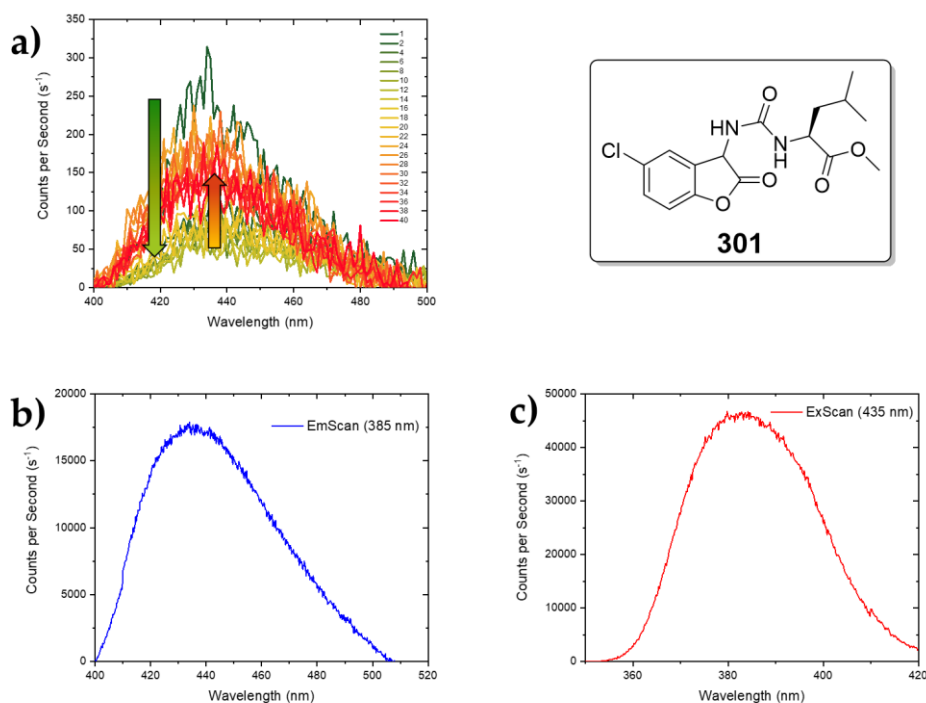 a)
350
300
250
200
150
100
50
0
Counts per Second (s⁻¹)
400 420 440 460 480 500
Wavelength (nm)
1
2
4
6
8
10
12
14
16
18
20
22
24
26
28
30
32
34
36
38
40
Cl
HN
O
N
H
O
O
O
O
301
b)
20000
15000
10000
5000
0
Counts per Second (s⁻¹)
EmScan (385 nm)
400 420 440 460 480 500 520
Wavelength (nm)
c)
50000
40000
30000
20000
10000
0
Counts per Second (s⁻¹)
ExScan (435 nm)
360 380 400 420
Wavelength (nm)